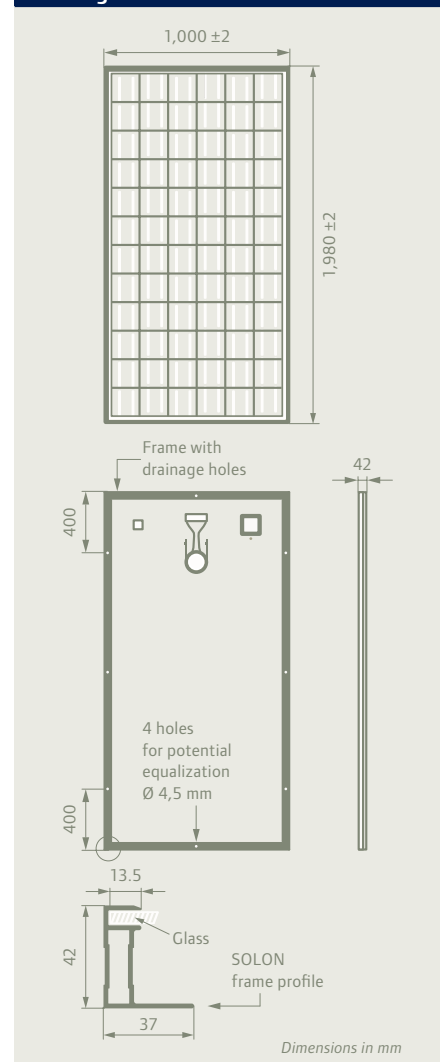 1,000 ±2
1,980 ±2
Frame with
drainage holes
42
400
4 holes
for potential
equalization
Ø 4,5 mm
400
13.5
Glass
42
SOLON
frame profile
37
Dimensions in mm